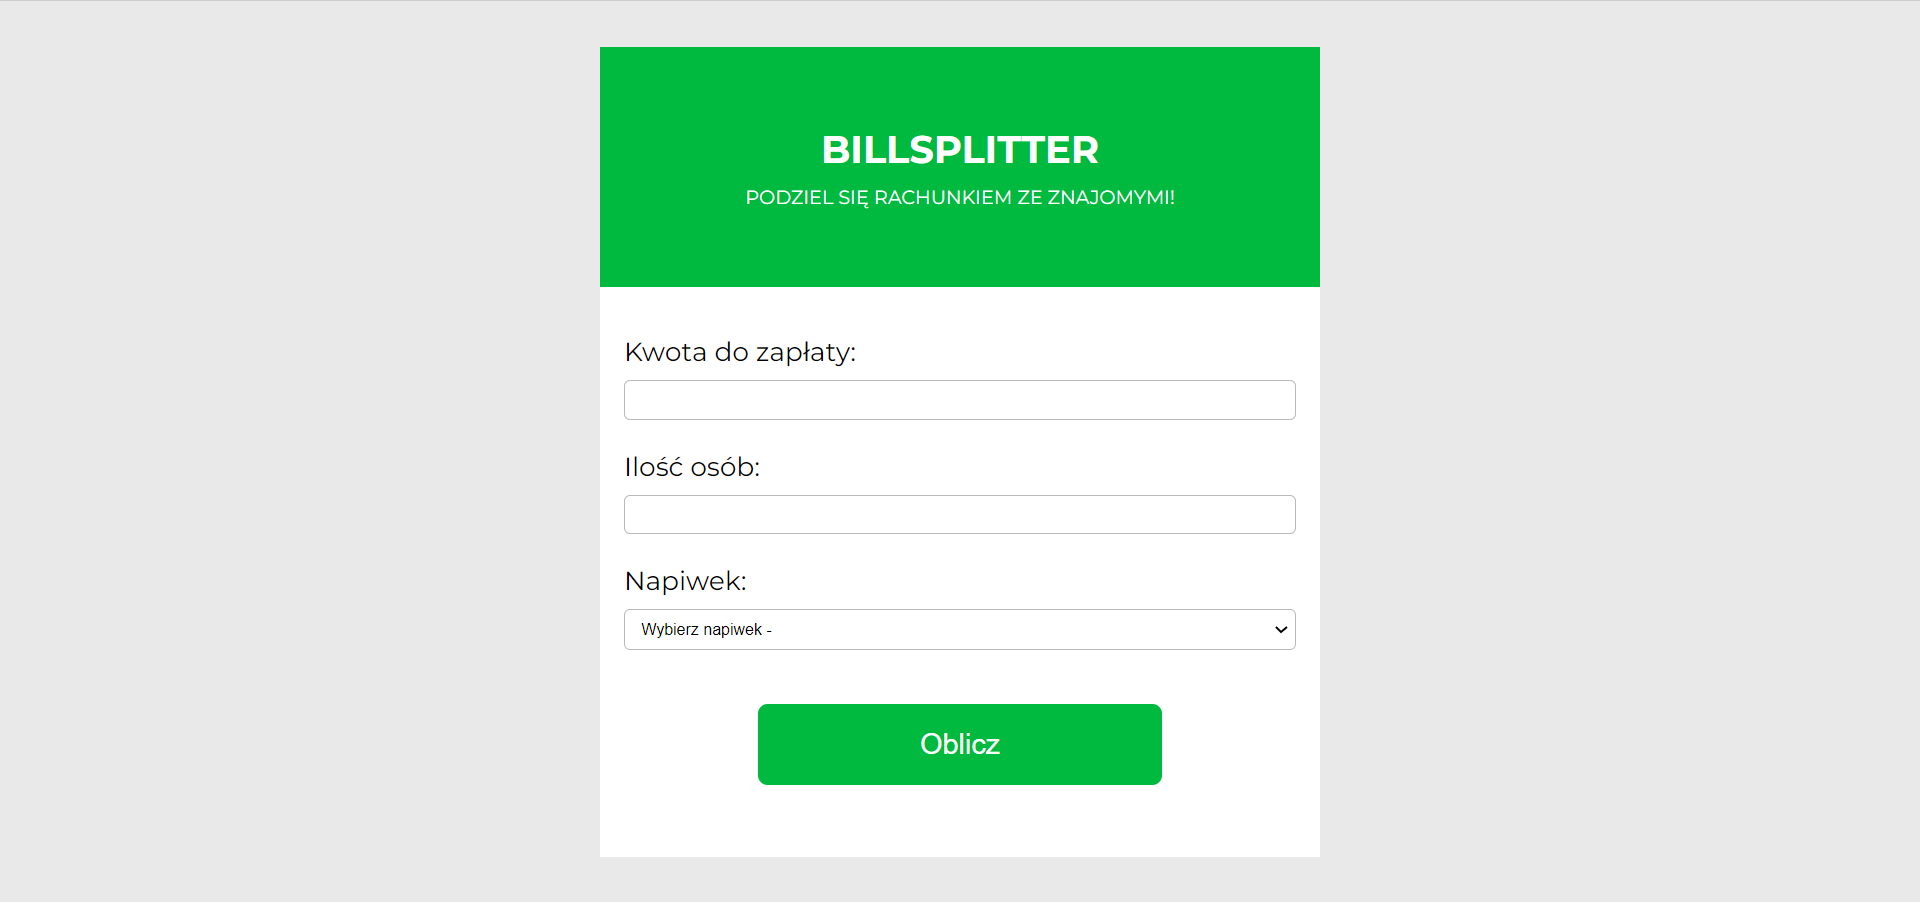 BILLSPLITTER
PODZIEL SIĘ RACHUNKIEM ZE ZNAJOMYMI!
Kwota do zapłaty:
Ilość osób:
Napiwek:
Wybierz napiwek -
Oblicz